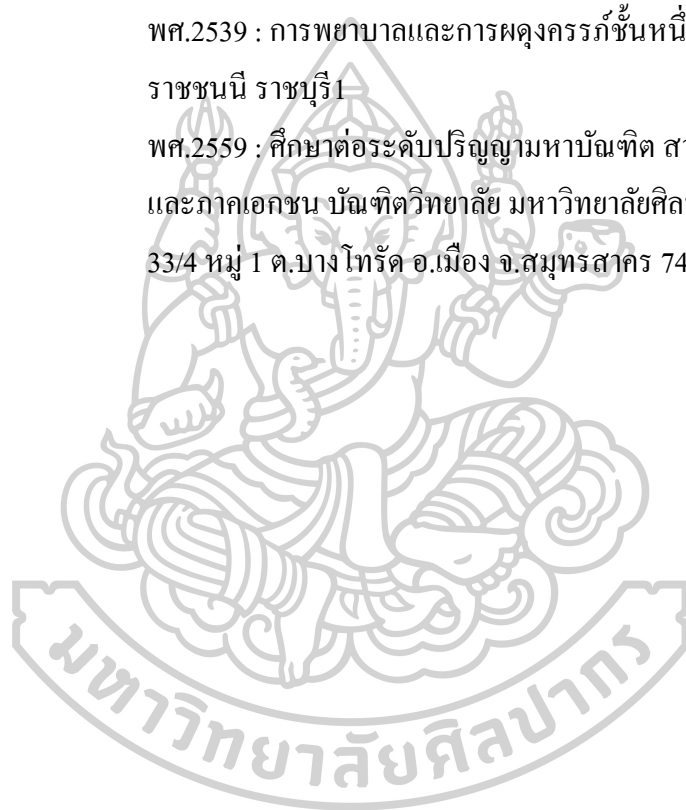 พศ.2539 : การพยาบาลและการผดุงครรภ์ชั้นหนึ่
ราชชนนี ราชบุรี1
พศ.2559 : ศึกษาต่อระดับปริญญามหาบัณฑิต สา
และภาคเอกชน บัณฑิตวิทยาลัย มหาวิทยาลัยศิล
33/4 หมู่ 1 ต.บางโทรัด อ.เมือง จ.สมุทรสาคร 74
มหาวิทยาลัยศิลปากร